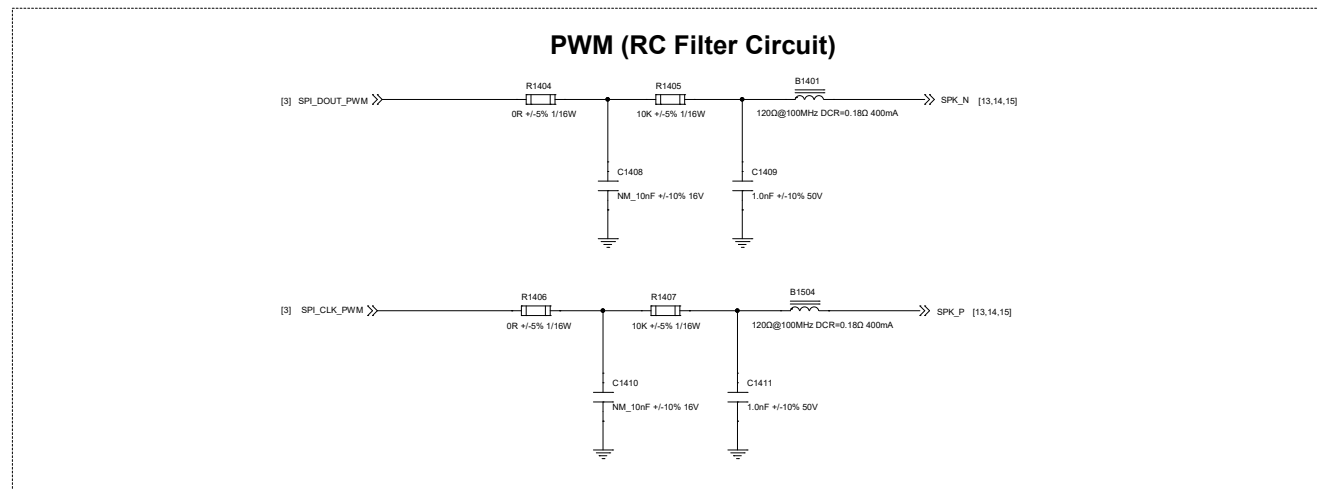 PWM (RC Filter Circuit)
B1401
R1404
R1405
[3] SPI_DOUT_PWM
SPK_N [13,14,15]
0R +/-5% 1/16W
10K +/-5% 1/16W
120Ω@100MHz DCR=0.18Ω 400mA
C1408
C1409
NM_10nF +/-10% 16V
1.0nF +/-10% 50V
B1504
R1406
R1407
[3] SPI_CLK_PWM
SPK_P [13,14,15]
0R +/-5% 1/16W
10K +/-5% 1/16W
120Ω@100MHz DCR=0.18Ω 400mA
C1410
C1411
NM_10nF +/-10% 16V
1.0nF +/-10% 50V